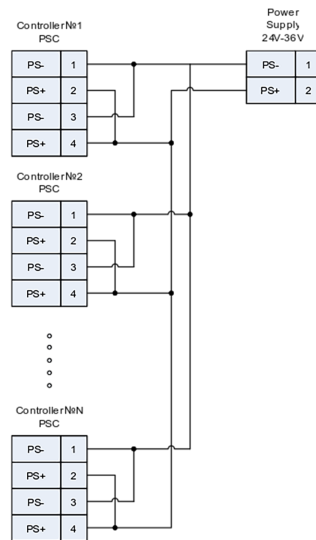 Controller№1
PSC
PS- 1
PS+ 2
PS- 3
PS+ 4
Power
Supply
24V-36V
PS- 1
PS+ 2
Controller№2
PSC
PS- 1
PS+ 2
PS- 3
PS+ 4
Controller№N
PSC
PS- 1
PS+ 2
PS- 3
PS+ 4